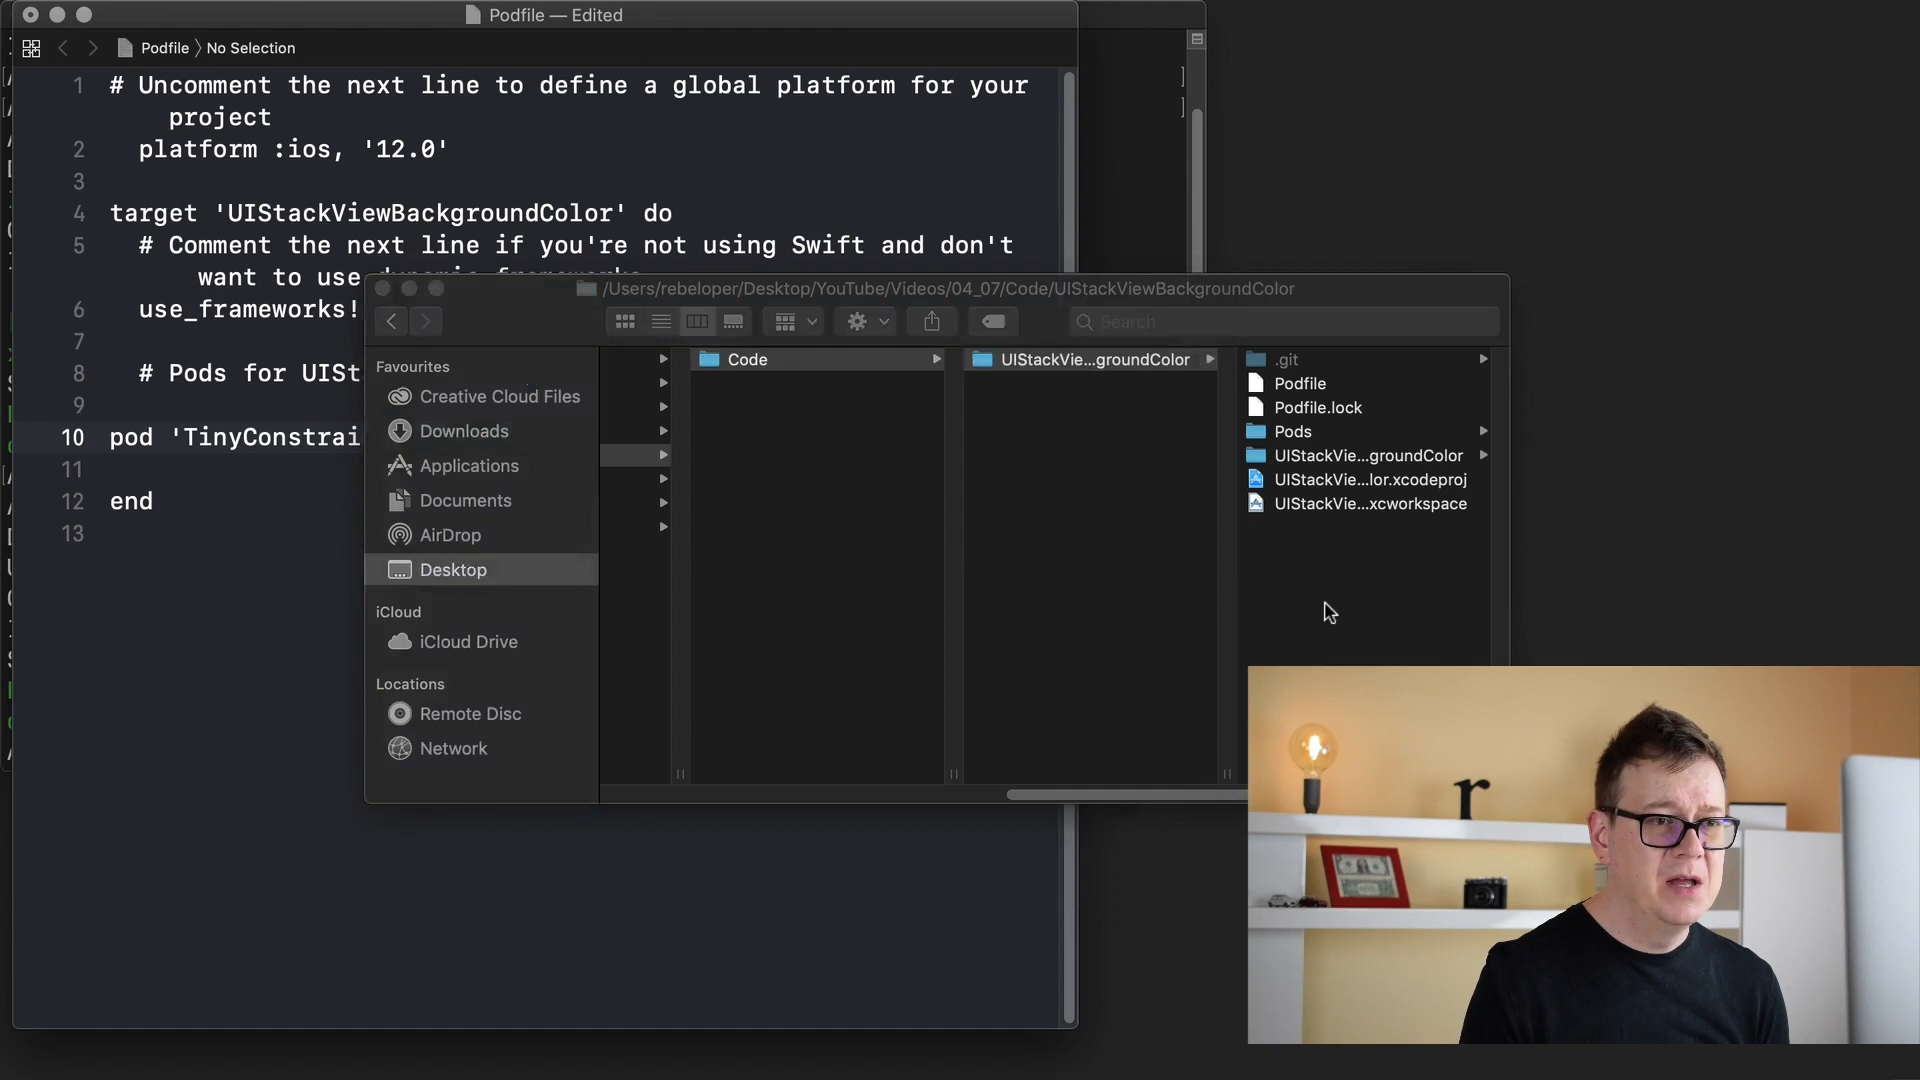 Podfile — Edited
Podfile 〉No Selection
1 # Uncomment the next line to define a global platform for your
project
2 platform :ios, '12.0'
3
4 target 'UIStackViewBackgroundColor' do
5 # Comment the next line if you're not using Swift and don't
want to use dynamic frameworks
6 use_frameworks!
7
8 # Pods for UISt
9
10 pod 'TinyConstrai
11
12 end
13
/Users/rebeloper/Desktop/YouTube/Videos/04_07/Code/UIStackViewBackgroundColor
Search
Favourites
Creative Cloud Files
Downloads
Applications
Documents
AirDrop
Desktop
iCloud
iCloud Drive
Locations
Remote Disc
Network
Code
UIStackVie...groundColor
.git
Podfile
Podfile.lock
Pods
UIStackVie...groundColor
UIStackVie...lor.xcodeproj
UIStackVie...xcworkspace
r